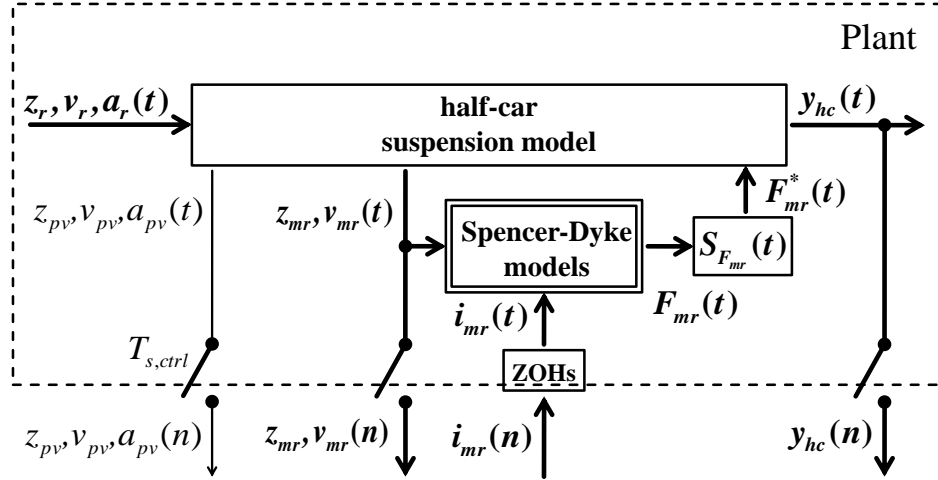 Plant
z_r, v_r, a_r(t)
half-car
suspension model
y_hc(t)
z_pv, v_pv, a_pv(t)
z_mr, v_mr(t)
F*_mr(t)
Spencer-Dyke
models
S_F_mr(t)
i_mr(t)
F_mr(t)
T_s,ctrl
ZOHs
z_pv, v_pv, a_pv(n)
z_mr, v_mr(n)
i_mr(n)
y_hc(n)